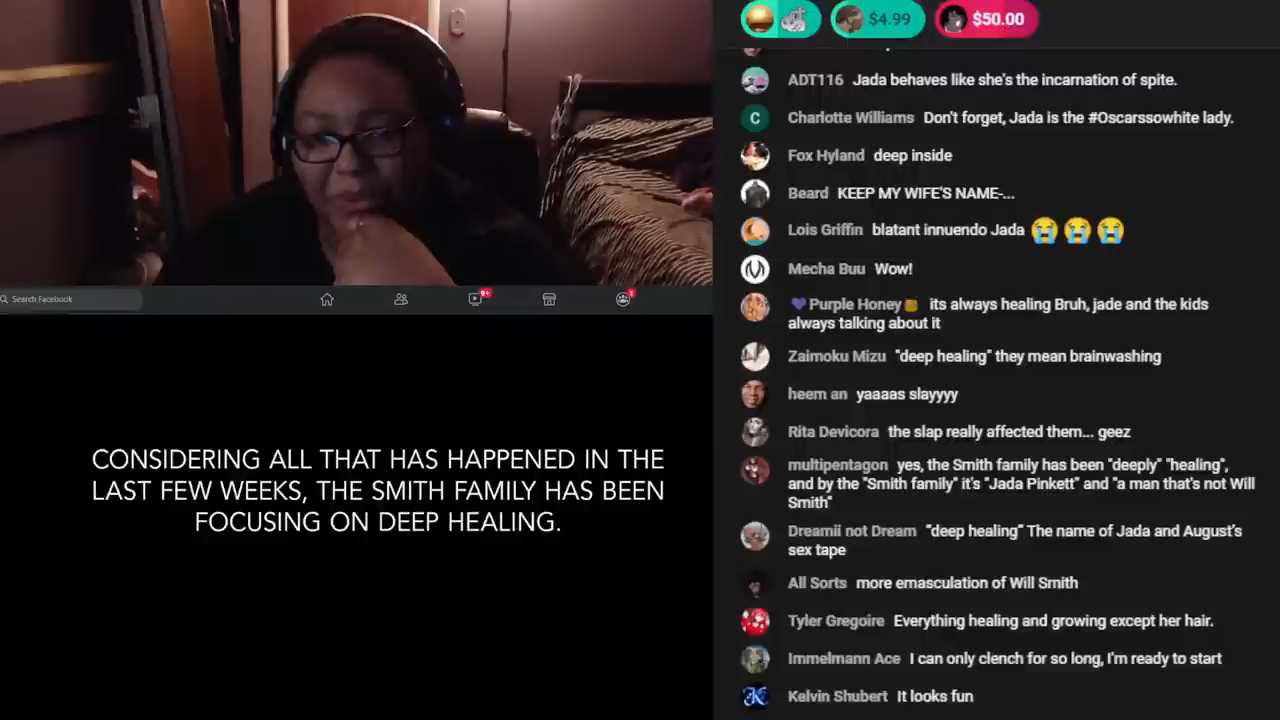 $4.99
$50.00
ADT116 Jada behaves like she's the incarnation of spite.
Charlotte Williams Don't forget, Jada is the #Oscarssowhite lady.
C
Fox Hyland deep inside
Beard KEEP MY WIFE'S NAME-...
Lois Griffin blatant innuendo Jada 😭 😭 😭
Mecha Buu Wow!
💜Purple Honey🍯 its always healing Bruh, jade and the kids
always talking about it
Zaimoku Mizu "deep healing" they mean brainwashing
heem an yaaaas slayyyy
Rita Devicora the slap really affected them... geez
multipentagon yes, the Smith family has been "deeply" "healing",
and by the "Smith family" it's "Jada Pinkett" and "a man that's not Will
Smith"
Dreamii not Dream “deep healing” The name of Jada and August’s
sex tape
All Sorts more emasculation of Will Smith
Tyler Gregoire Everything healing and growing except her hair.
Immelmann Ace I can only clench for so long, I'm ready to start
Kelvin Shubert It looks fun
Search Facebook
9+
1
CONSIDERING ALL THAT HAS HAPPENED IN THE
LAST FEW WEEKS, THE SMITH FAMILY HAS BEEN
FOCUSING ON DEEP HEALING.